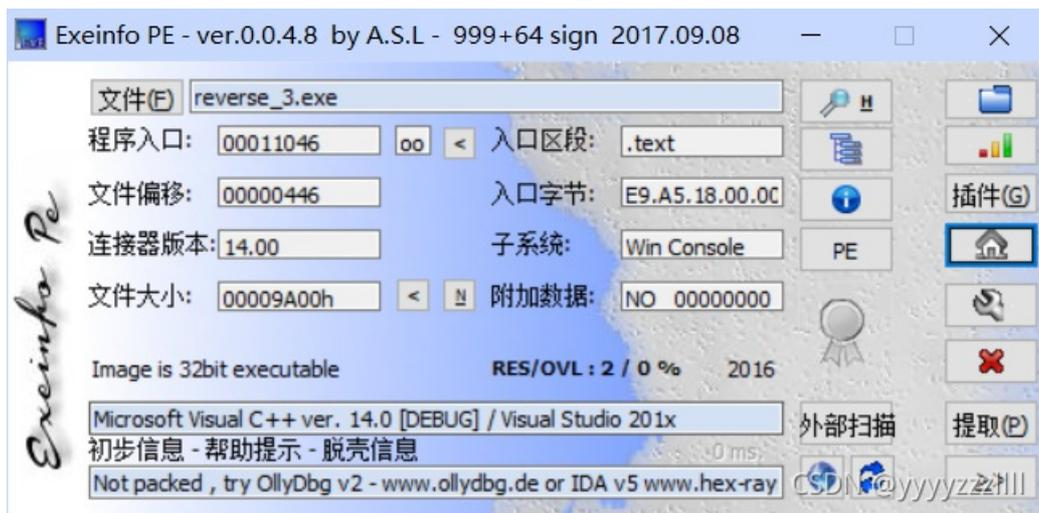 Exeinfo PE - ver.0.0.4.8 by A.S.L - 999+64 sign 2017.09.08
文件(F) reverse_3.exe H
程序入口: 00011046 oo < 入口区段: .text
文件偏移: 00000446 入口字节: E9.A5.18.00.00 插件(G)
连接器版本: 14.00 子系统: Win Console PE
文件大小: 00009A00h < N 附加数据: NO 00000000
Image is 32bit executable RES/OVL : 2 / 0 % 2016
Microsoft Visual C++ ver. 14.0 [DEBUG] / Visual Studio 201x 外部扫描 提取(P)
初步信息 - 帮助提示 - 脱壳信息 0 ms.
Not packed , try OllyDbg v2 - www.ollydbg.de or IDA v5 www.hex-ray
Exeinfo Pe